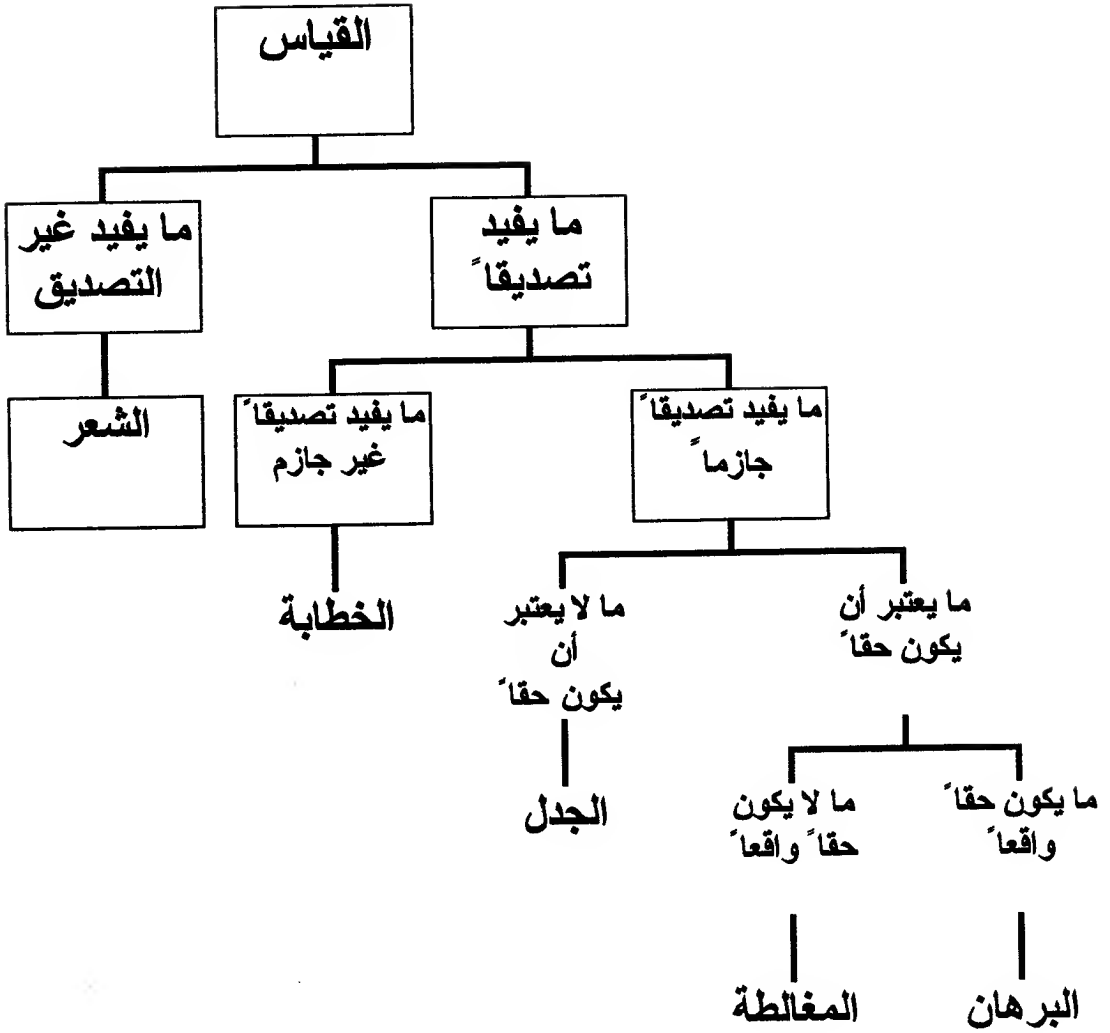 القياس
ما يفيد
تصديقاً
ما يفيد غير
التصديق
ما يفيد تصديقاً
جازماً
ما يفيد تصديقاً
غير جازم
الشعر
ما يعتبر أن
يكون حقاً
ما لا يعتبر
أن
يكون حقاً
الخطابة
ما يكون حقاً
واقعاً
ما لا يكون
حقاً واقعاً
الجدل
البرهان
المغالطة